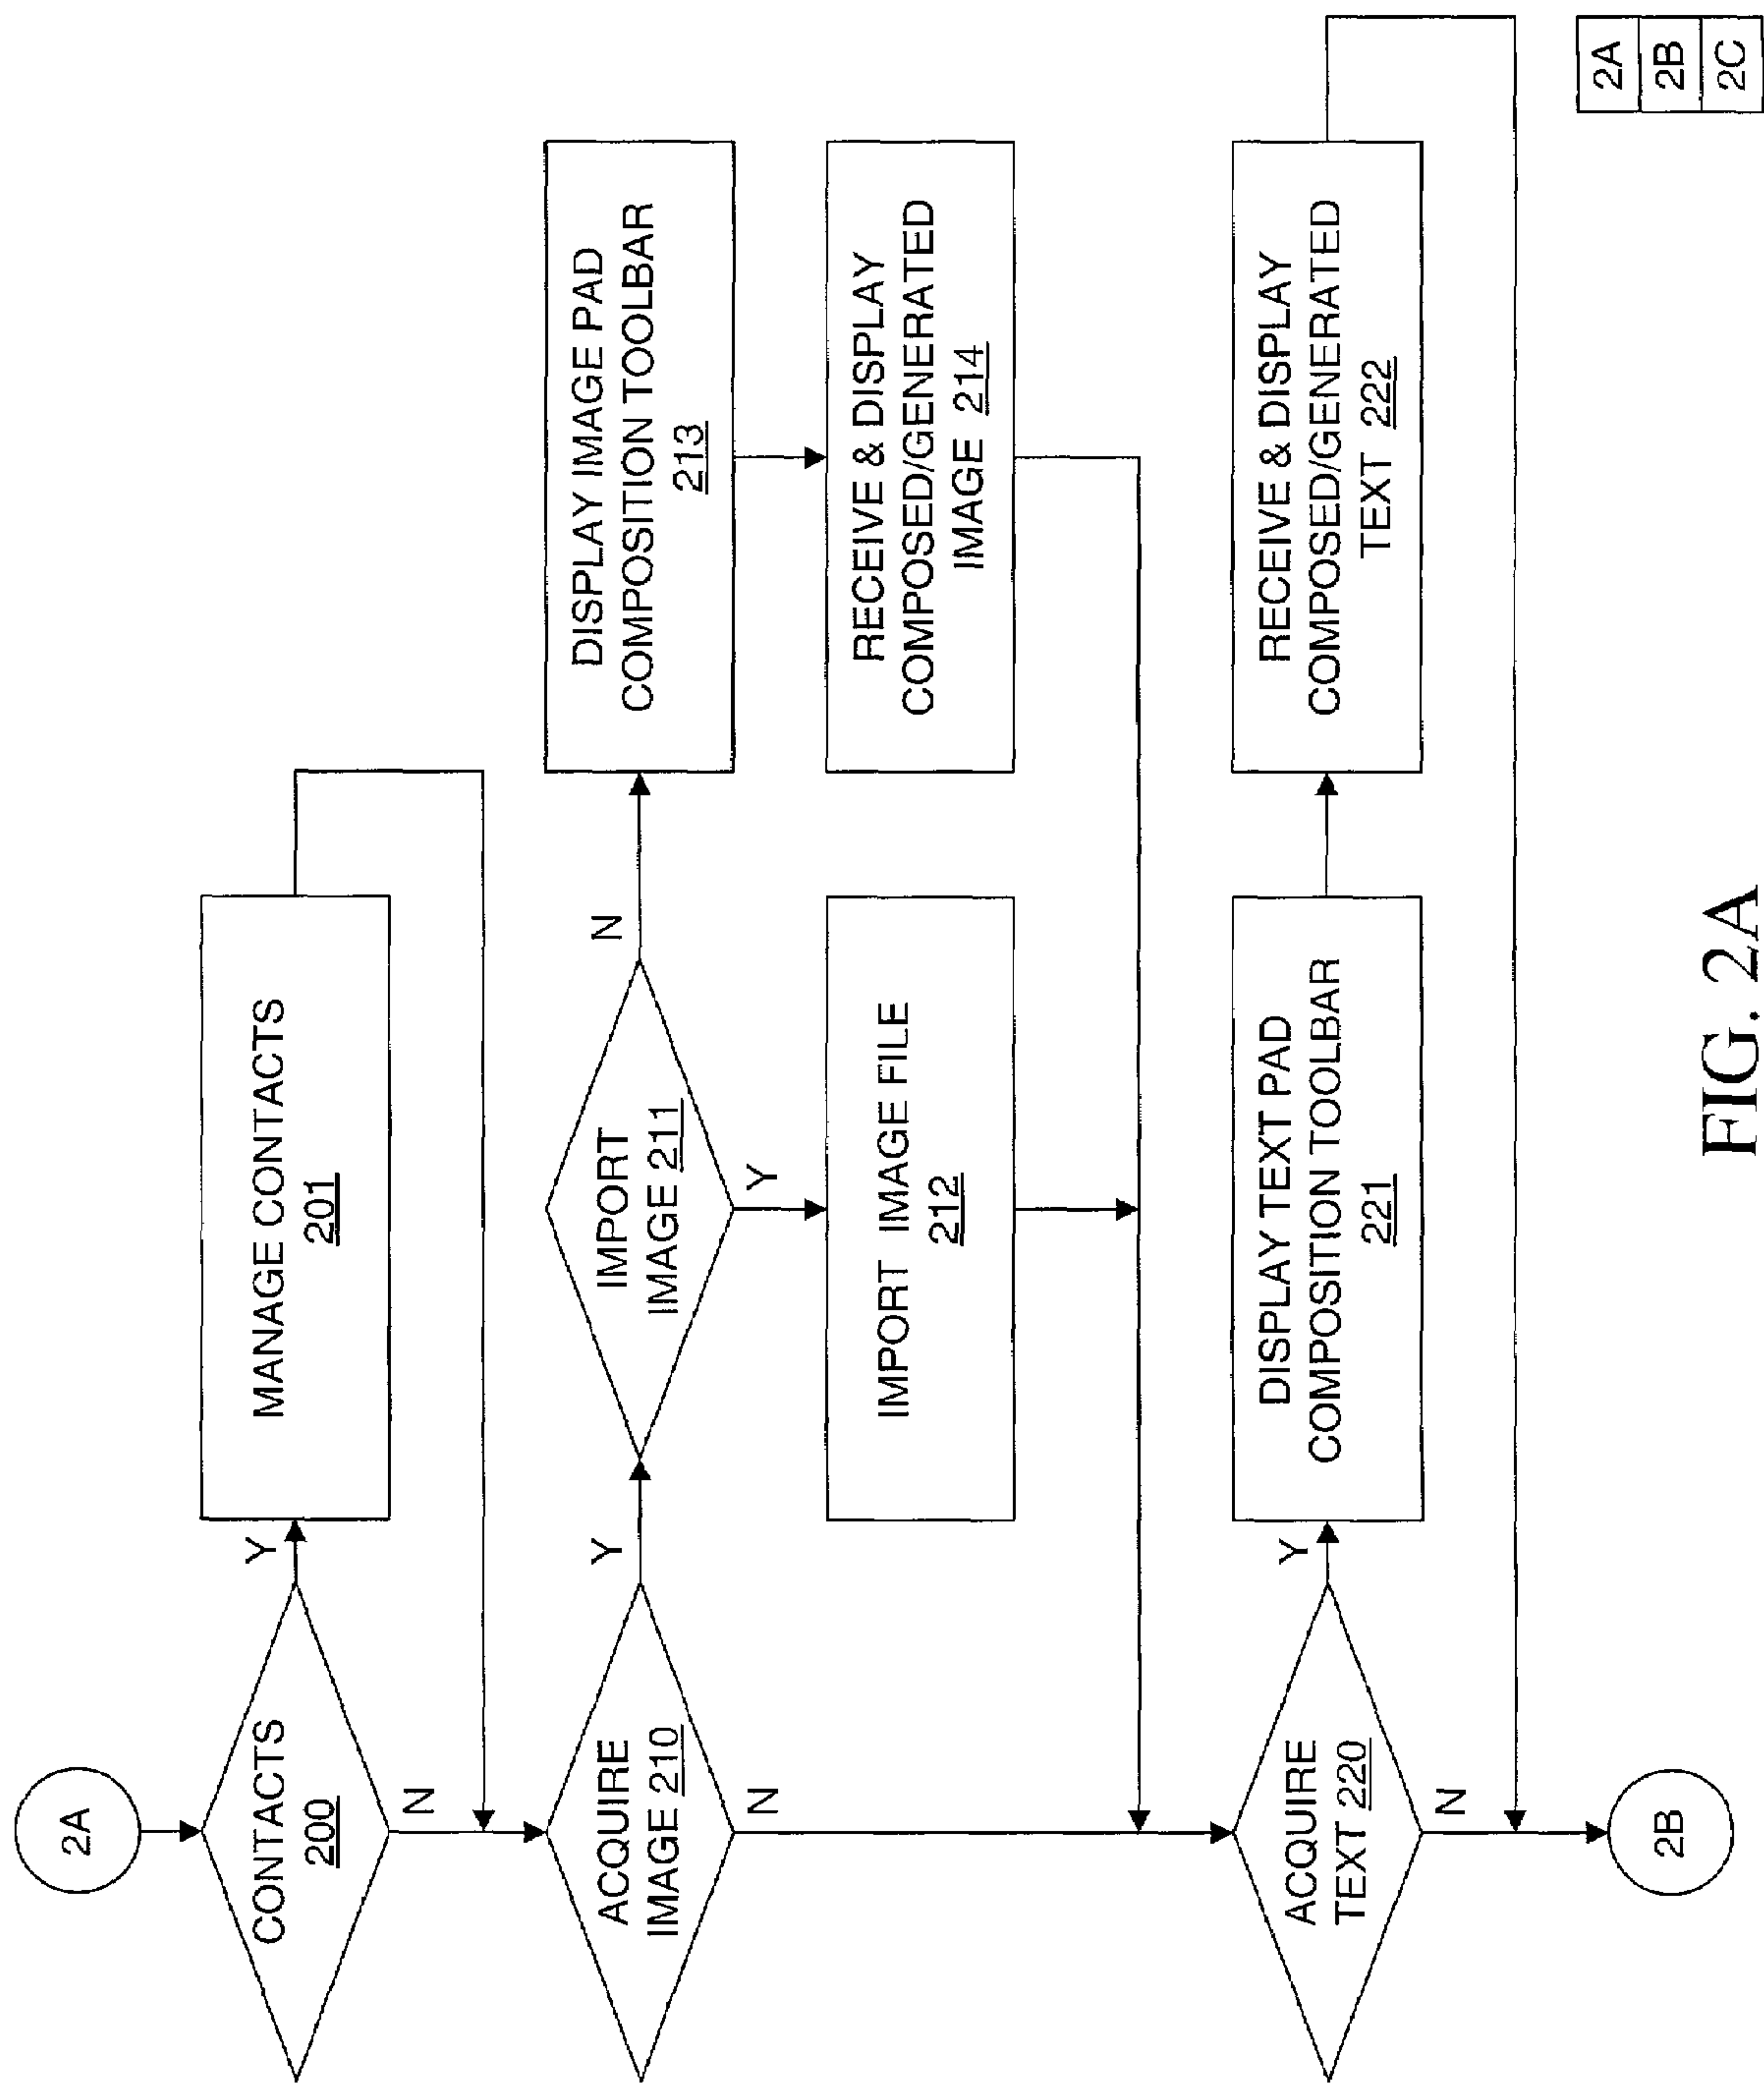 2A
CONTACTS
200
Y
N
MANAGE CONTACTS
201
ACQUIRE
IMAGE 210
Y
N
IMPORT
IMAGE 211
N
Y
DISPLAY IMAGE PAD
COMPOSITION TOOLBAR
213
IMPORT IMAGE FILE
212
RECEIVE & DISPLAY
COMPOSED/GENERATED
IMAGE 214
ACQUIRE
TEXT 220
Y
N
DISPLAY TEXT PAD
COMPOSITION TOOLBAR
221
RECEIVE & DISPLAY
COMPOSED/GENERATED
TEXT 222
2B
2A
2B
2C
FIG. 2A